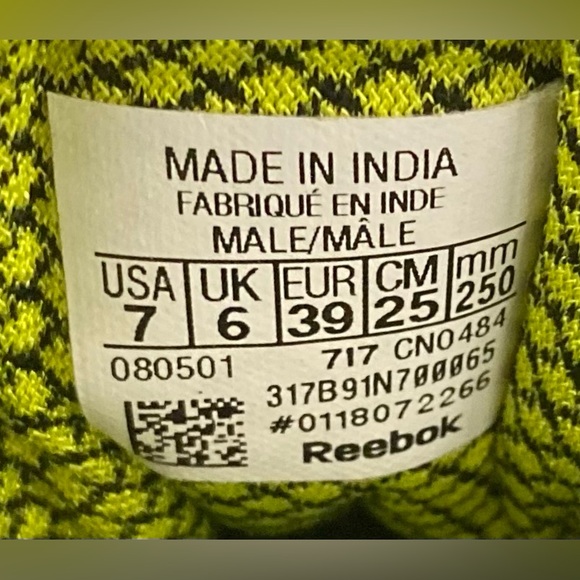 MADE IN INDIA
FABRIQUÉ EN INDE
MALE/MÂLE
USA UK EUR CM mm
7 6 39 25 250
080501 717 CN0484
317B91N700065
#0118072266
Reebok